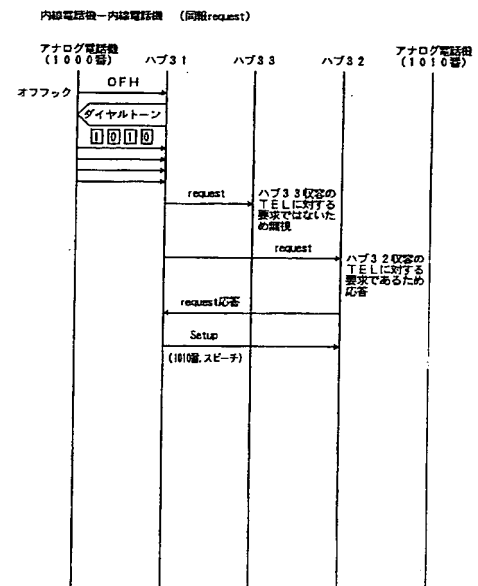 内線電話機ー内線電話機 (同報request)
アナログ電話機
(1000番)
ハブ31
ハブ33
ハブ32
アナログ電話機
(1010番)
オフフック
OFH
ダイヤルトーン
1 0 1 0
request
ハブ33収容の
TELに対する
要求ではないた
め無視
request
ハブ32収容の
TELに対する
要求であるため
応答
request応答
Setup
(1010番,スピーチ)